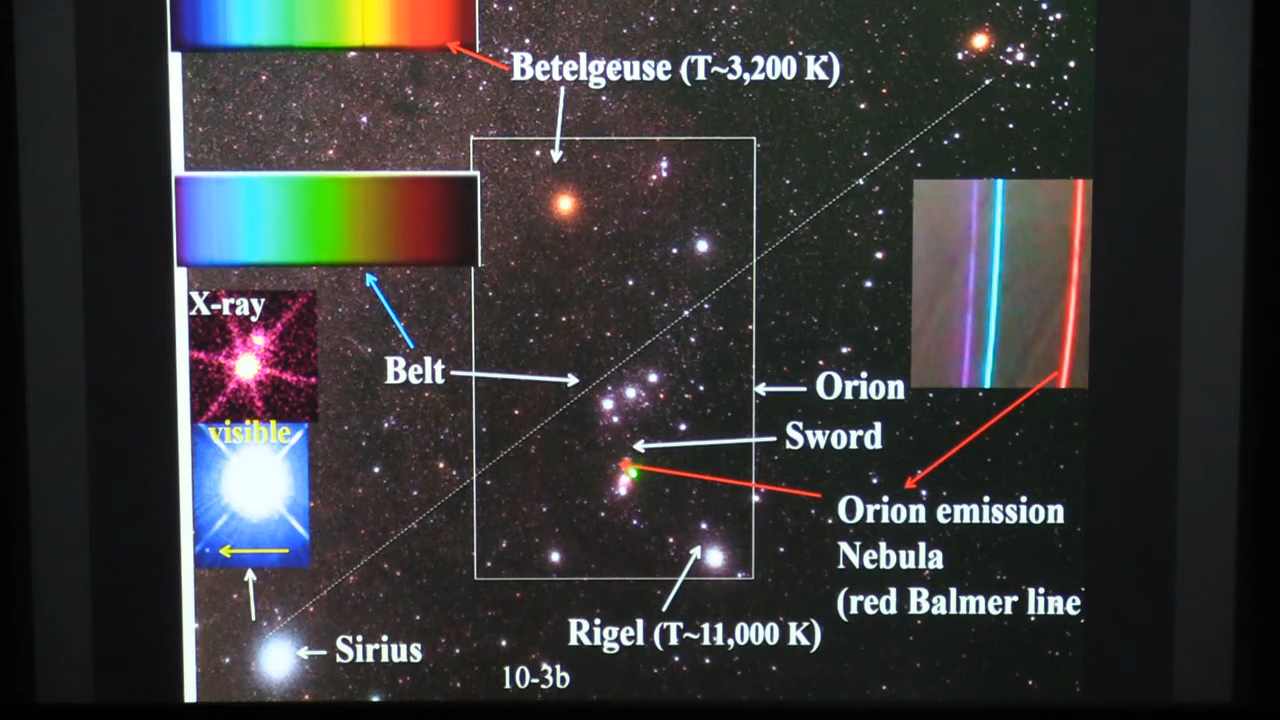 Betelgeuse (T~3,200 K)
X-ray
Belt
Orion
Sword
visible
Orion emission
Nebula
(red Balmer line
Rigel (T~11,000 K)
Sirius
10-3b